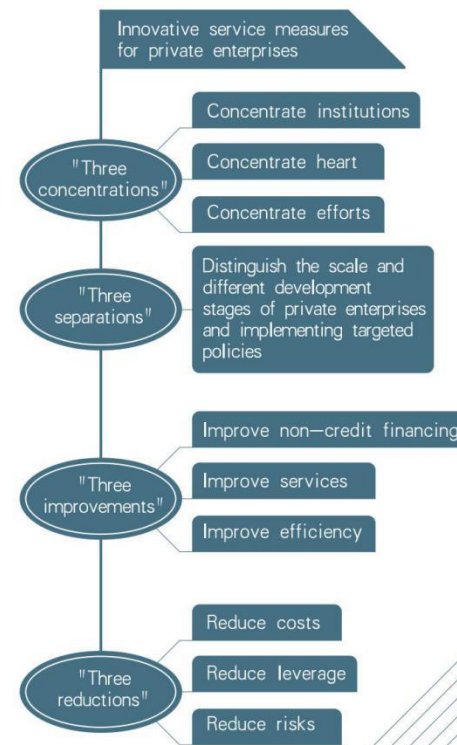 Innovative service measures
for private enterprises
Concentrate institutions
"Three
concentrations"
Concentrate heart
Concentrate efforts
"Three
separations"
Distinguish the scale and
different development
stages of private enterprises
and implementing targeted
policies
Improve non-credit financing
"Three
improvements"
Improve services
Improve efficiency
Reduce costs
"Three
reductions"
Reduce leverage
Reduce risks